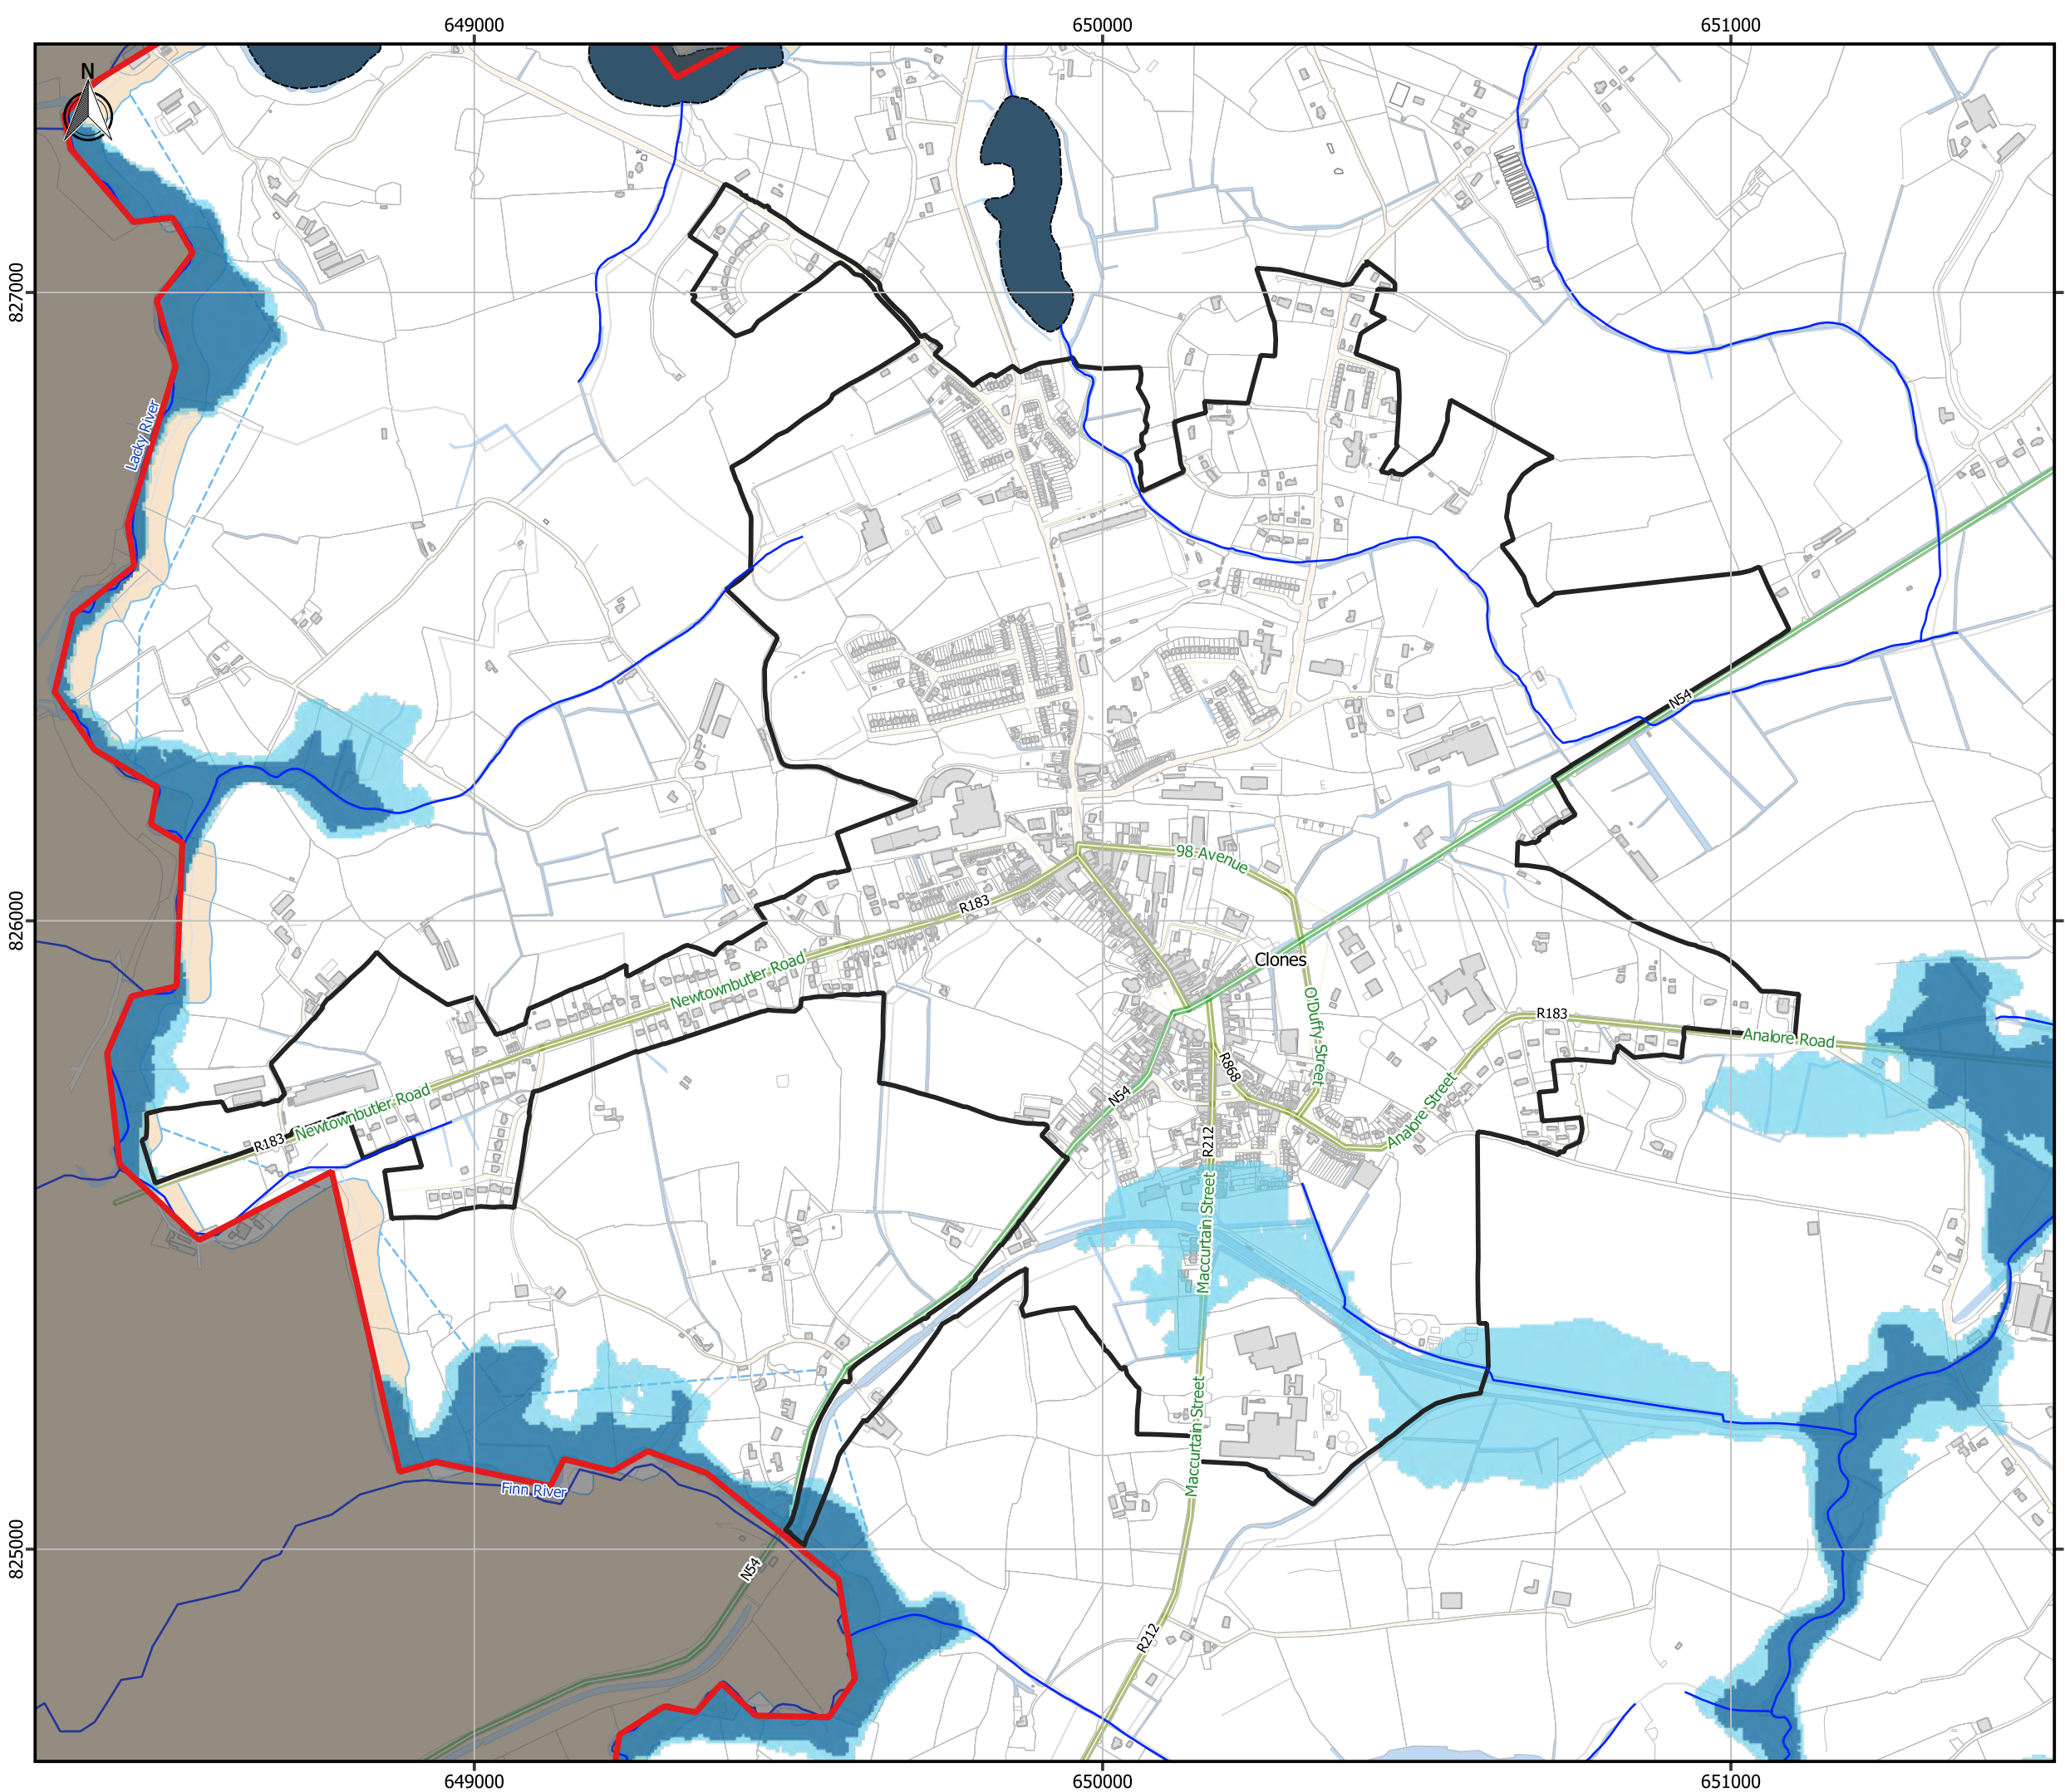 649000
650000
651000
N
827000
Lacky River
N54
98 Avenue
826000
R183
Clones
Newtownbutler Road
O'Duffy Street
R183
Analore Road
R868
N54
Newtownbutler Road
R183
Analore Street
R212
Maccurtain Street
Maccurtain Street
Finn River
825000
N54
R212
649000
650000
651000